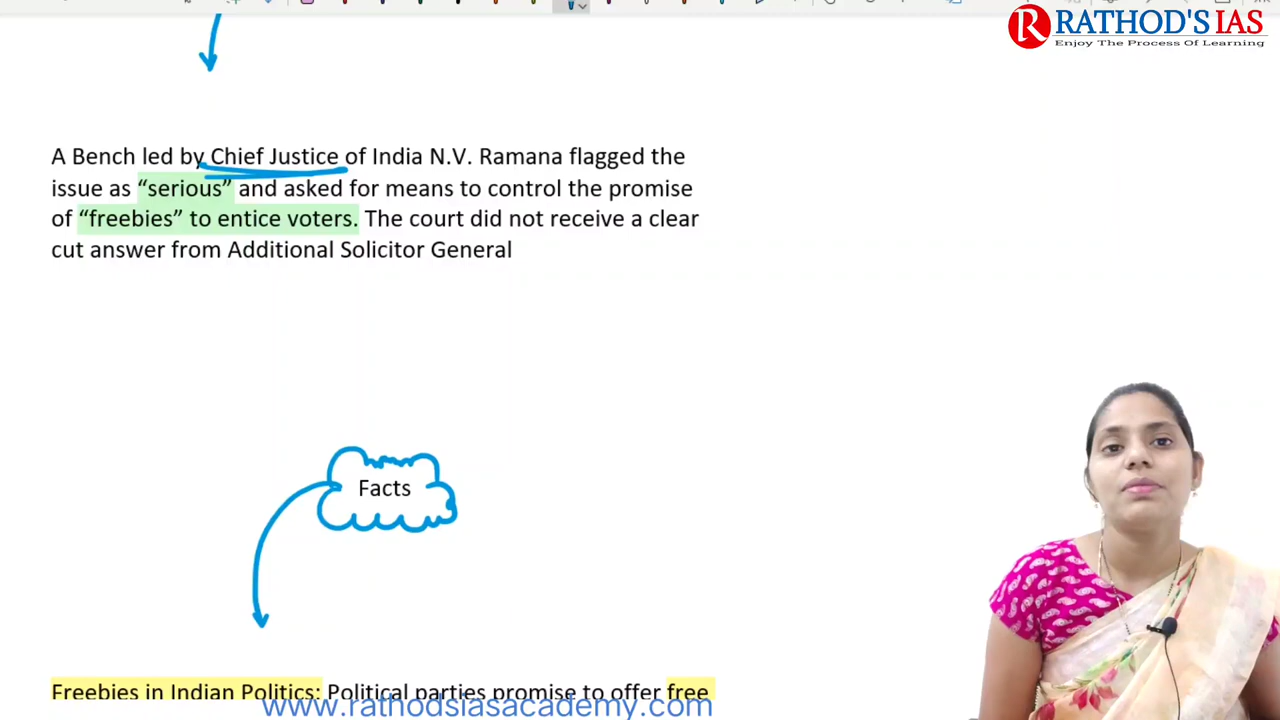 RATHOD'S IAS
Enjoy The Process Of Learning
A Bench led by Chief Justice of India N.V. Ramana flagged the
issue as “serious” and asked for means to control the promise
of “freebies” to entice voters. The court did not receive a clear
cut answer from Additional Solicitor General
Facts
Freebies in Indian Politics: Political parties promise to offer free
www.rathodsiasacademy.com